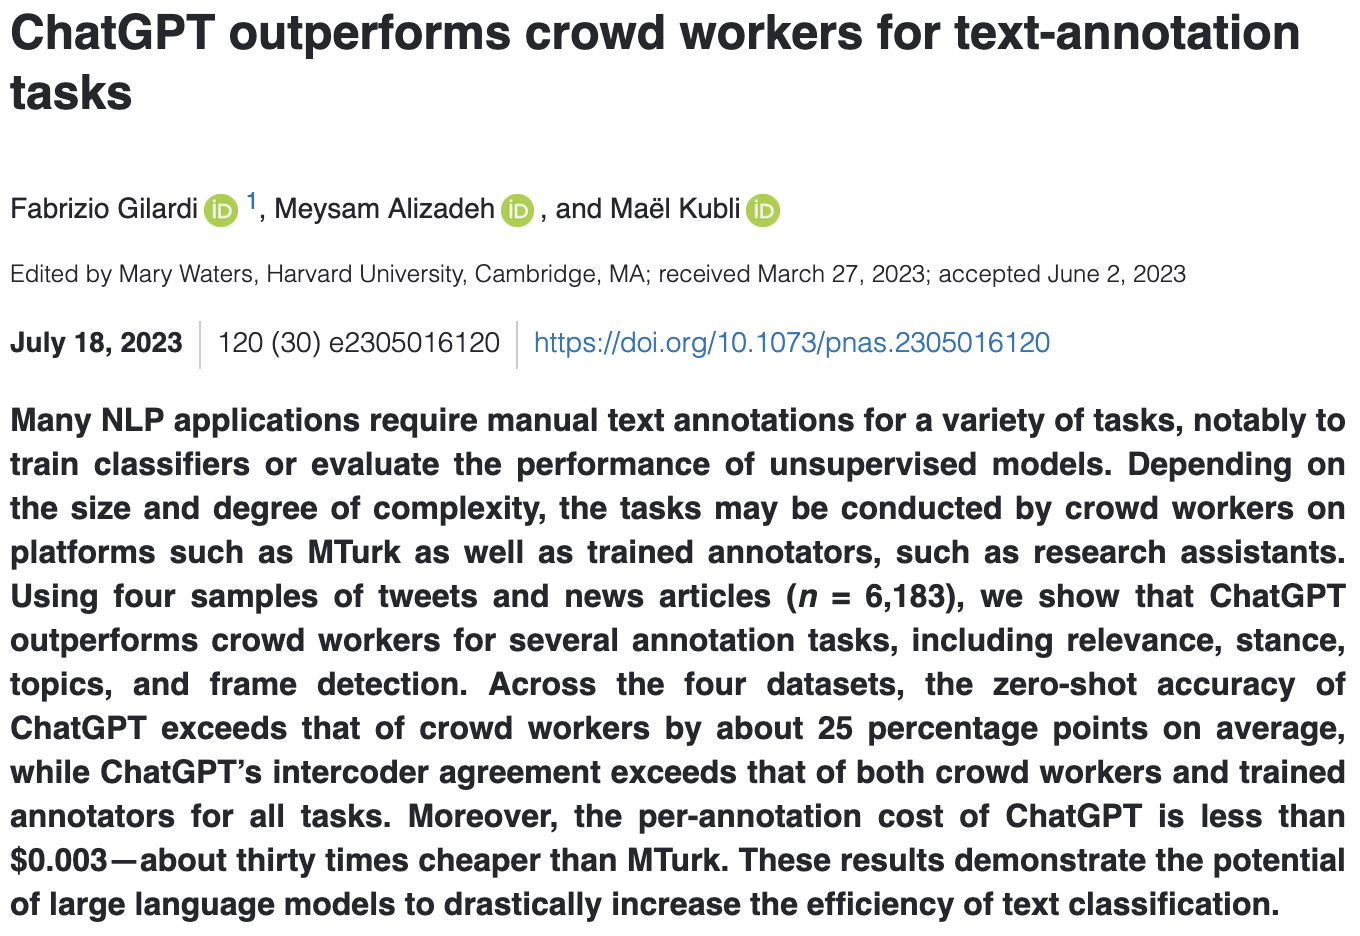 ChatGPT outperforms crowd workers for text-annotation
tasks
Fabrizio Gilardi iD 1, Meysam Alizadeh iD , and Maël Kubli iD
Edited by Mary Waters, Harvard University, Cambridge, MA; received March 27, 2023; accepted June 2, 2023
July 18, 2023 120 (30) e2305016120 https://doi.org/10.1073/pnas.2305016120
Many NLP applications require manual text annotations for a variety of tasks, notably to
train classifiers or evaluate the performance of unsupervised models. Depending on
the size and degree of complexity, the tasks may be conducted by crowd workers on
platforms such as MTurk as well as trained annotators, such as research assistants.
Using four samples of tweets and news articles (n = 6,183), we show that ChatGPT
outperforms crowd workers for several annotation tasks, including relevance, stance,
topics, and frame detection. Across the four datasets, the zero-shot accuracy of
ChatGPT exceeds that of crowd workers by about 25 percentage points on average,
while ChatGPT’s intercoder agreement exceeds that of both crowd workers and trained
annotators for all tasks. Moreover, the per-annotation cost of ChatGPT is less than
$0.003—about thirty times cheaper than MTurk. These results demonstrate the potential
of large language models to drastically increase the efficiency of text classification.